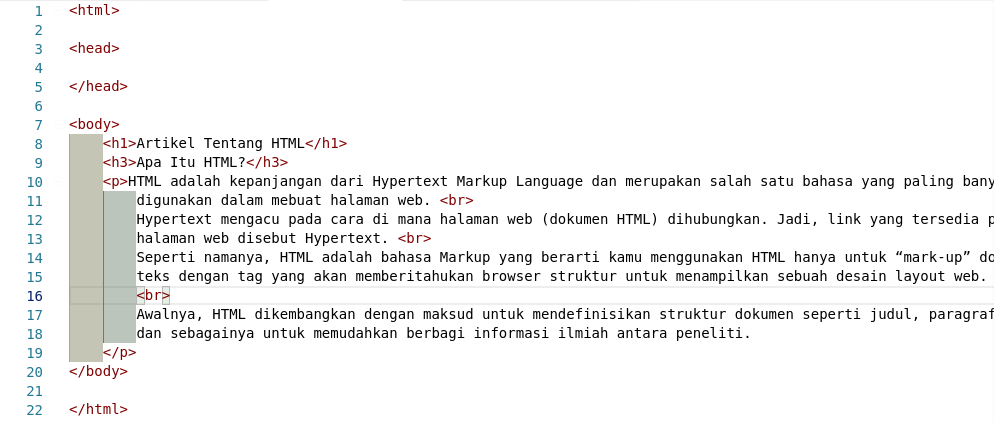 1 <html>
2
3 <head>
4
5 </head>
6
7 <body>
8 <h1>Artikel Tentang HTML</h1>
9 <h3>Apa Itu HTML?</h3>
10 <p>HTML adalah kepanjangan dari Hypertext Markup Language dan merupakan salah satu bahasa yang paling bany
11 digunakan dalam mebuat halaman web. <br>
12 Hypertext mengacu pada cara di mana halaman web (dokumen HTML) dihubungkan. Jadi, link yang tersedia p
13 halaman web disebut Hypertext. <br>
14 Seperti namanya, HTML adalah bahasa Markup yang berarti kamu menggunakan HTML hanya untuk “mark-up” do
15 teks dengan tag yang akan memberitahukan browser struktur untuk menampilkan sebuah desain layout web.
16 <br>
17 Awalnya, HTML dikembangkan dengan maksud untuk mendefinisikan struktur dokumen seperti judul, paragraf
18 dan sebagainya untuk memudahkan berbagi informasi ilmiah antara peneliti.
19 </p>
20 </body>
21
22 </html>